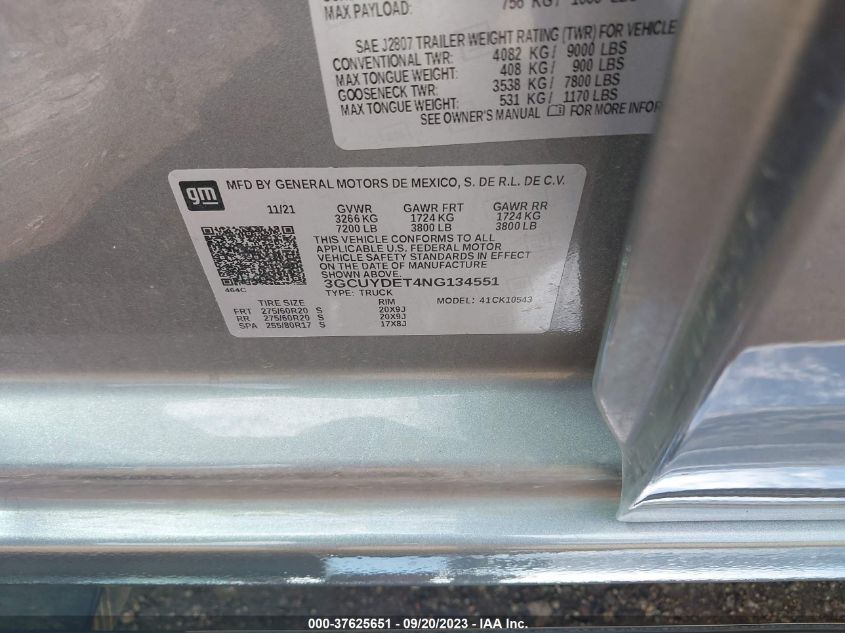 MAX PAYLOAD: 756 KG/
SAE J2807 TRAILER WEIGHT RATING (TWR) FOR VEHICLE
CONVENTIONAL TWR: 4082 KG/ 9000 LBS
MAX TONGUE WEIGHT: 408 KG/ 900 LBS
GOOSENECK TWR: 3538 KG/ 7800 LBS
MAX TONGUE WEIGHT: 531 KG/ 1170 LBS
SEE OWNER'S MANUAL FOR MORE INFOR
gm MFD BY GENERAL MOTORS DE MEXICO, S. DE R.L. DE C.V.
11/21 GVWR GAWR FRT GAWR RR
3266 KG 1724 KG 1724 KG
7200 LB 3800 LB 3800 LB
THIS VEHICLE CONFORMS TO ALL
APPLICABLE U.S. FEDERAL MOTOR
VEHICLE SAFETY STANDARDS IN EFFECT
ON THE DATE OF MANUFACTURE
SHOWN ABOVE.
464C 3GCUYDET4NG134551
TYPE: TRUCK MODEL: 41CK10543
TIRE SIZE RIM
FRT 275/60R20 S 20X9J
RR 275/60R20 S 20X9J
SPA 255/80R17 S 17X8J
000-37625651 / 09/20/2023 / IAA Inc.